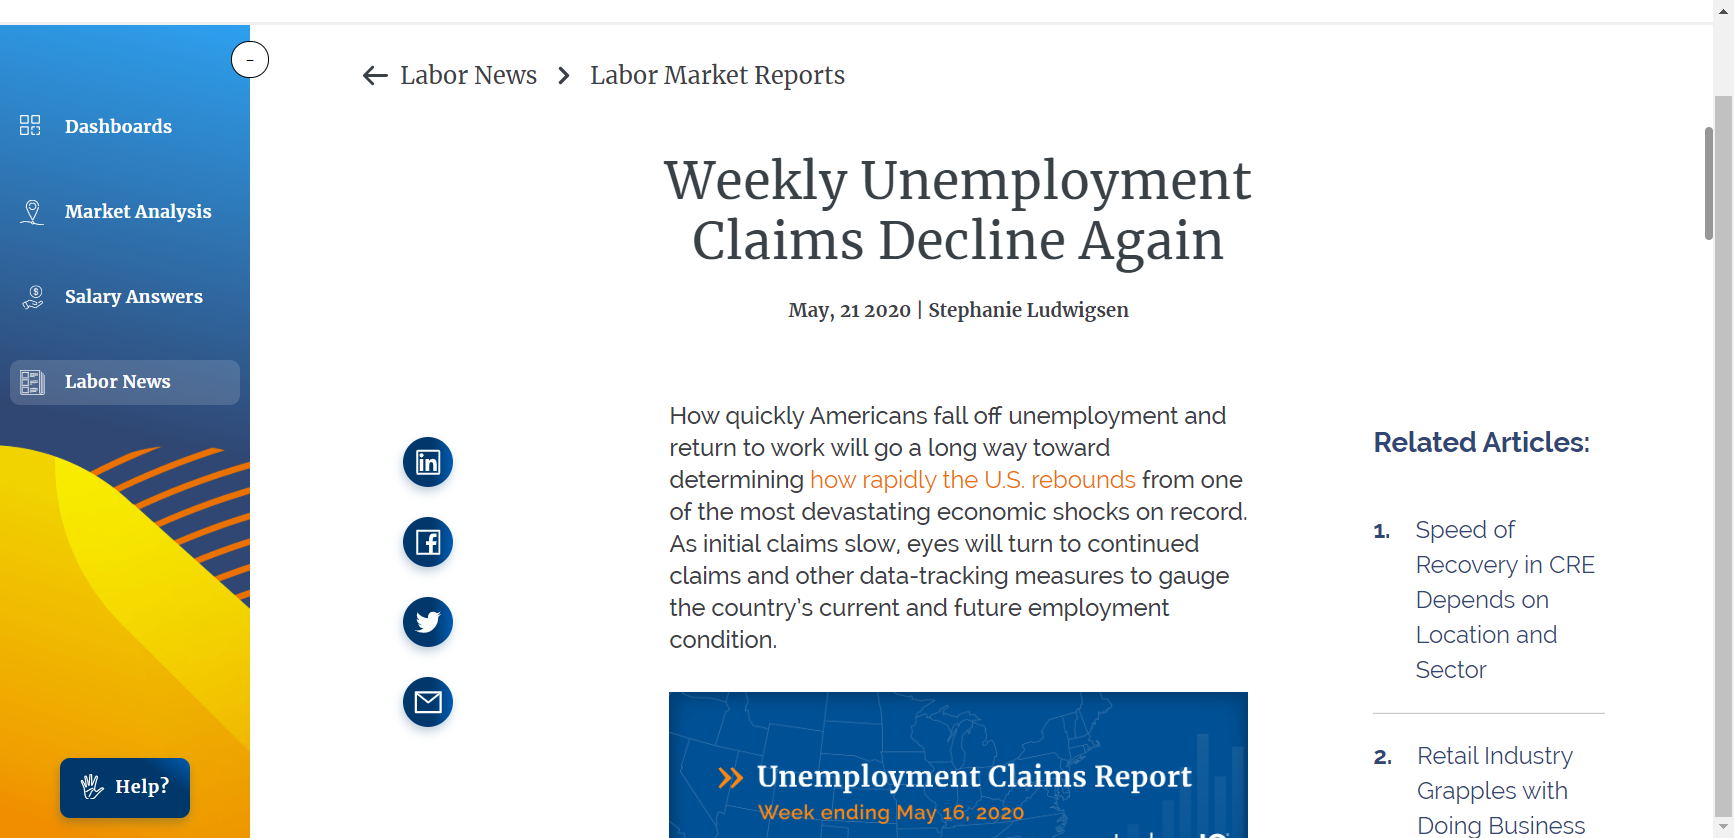 -
Dashboards
Market Analysis
Salary Answers
Labor News
Help?
Labor News
Labor Market Reports
Weekly Unemployment
Claims Decline Again
May, 21 2020 | Stephanie Ludwigsen
How quickly Americans fall off unemployment and
return to work will go a long way toward
determining how rapidly the U.S. rebounds from one
of the most devastating economic shocks on record.
As initial claims slow, eyes will turn to continued
claims and other data-tracking measures to gauge
the country's current and future employment
condition.
Unemployment Claims Report
Week ending May 16, 2020
Related Articles:
1. Speed of
Recovery in CRE
Depends on
Location and
Sector
2. Retail Industry
Grapples with
Doing Business